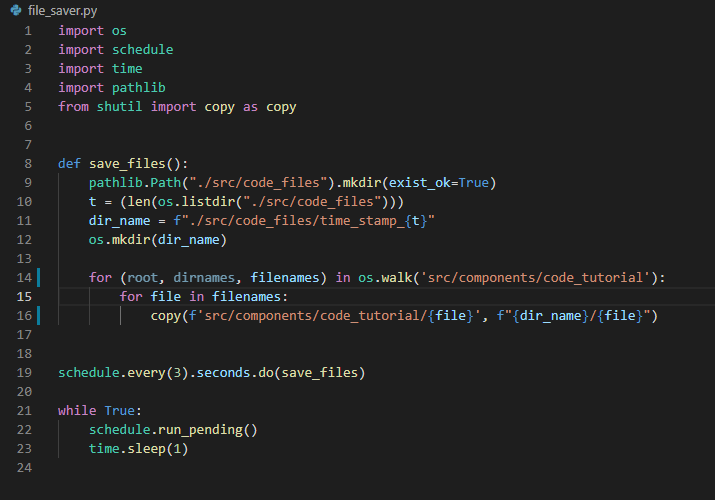 file_saver.py
1 import os
2 import schedule
3 import time
4 import pathlib
5 from shutil import copy as copy
6
7
8 def save_files():
9     pathlib.Path("./src/code_files").mkdir(exist_ok=True)
10     t = (len(os.listdir("./src/code_files")))
11     dir_name = f"./src/code_files/time_stamp_{t}"
12     os.mkdir(dir_name)
13
14     for (root, dirnames, filenames) in os.walk('src/components/code_tutorial'):
15         for file in filenames:
16             copy(f'src/components/code_tutorial/{file}', f"{dir_name}/{file}")
17
18
19 schedule.every(3).seconds.do(save_files)
20
21 while True:
22     schedule.run_pending()
23     time.sleep(1)
24